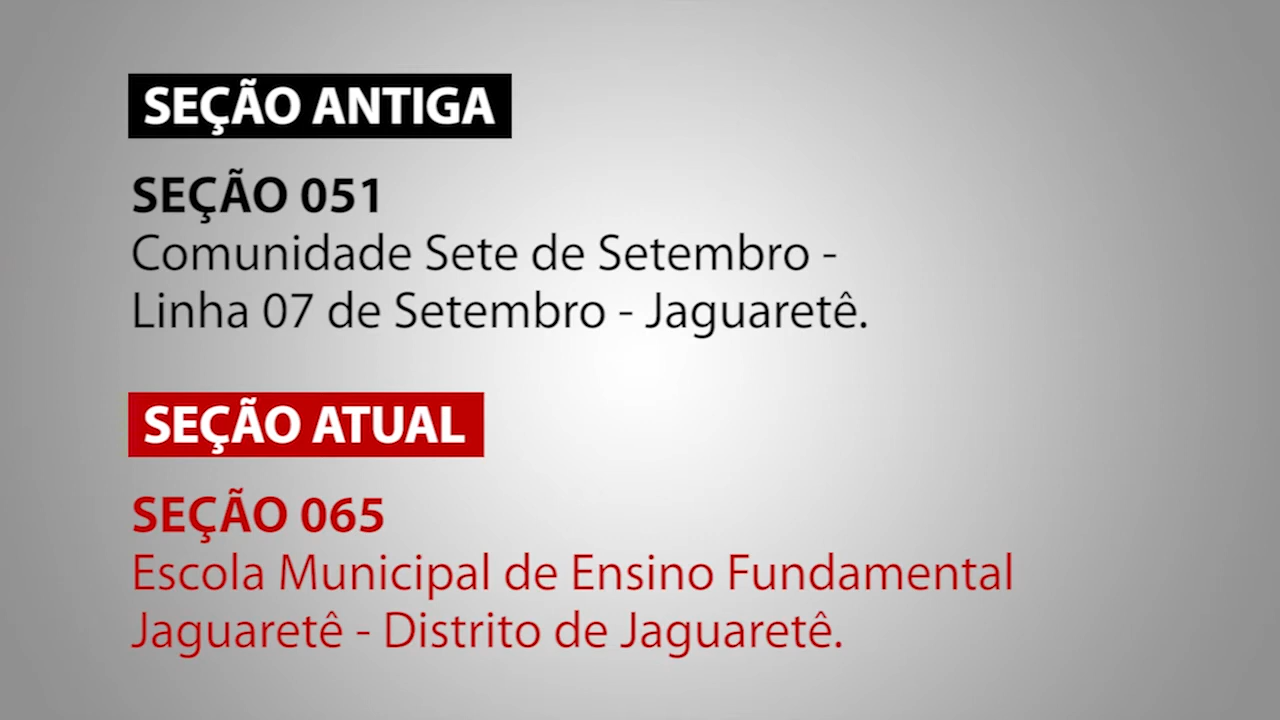 SEÇÃO ANTIGA
SEÇÃO 051
Comunidade Sete de Setembro -
Linha 07 de Setembro - Jaguaretê.
SEÇÃO ATUAL
SEÇÃO 065
Escola Municipal de Ensino Fundamental
Jaguaretê - Distrito de Jaguaretê.